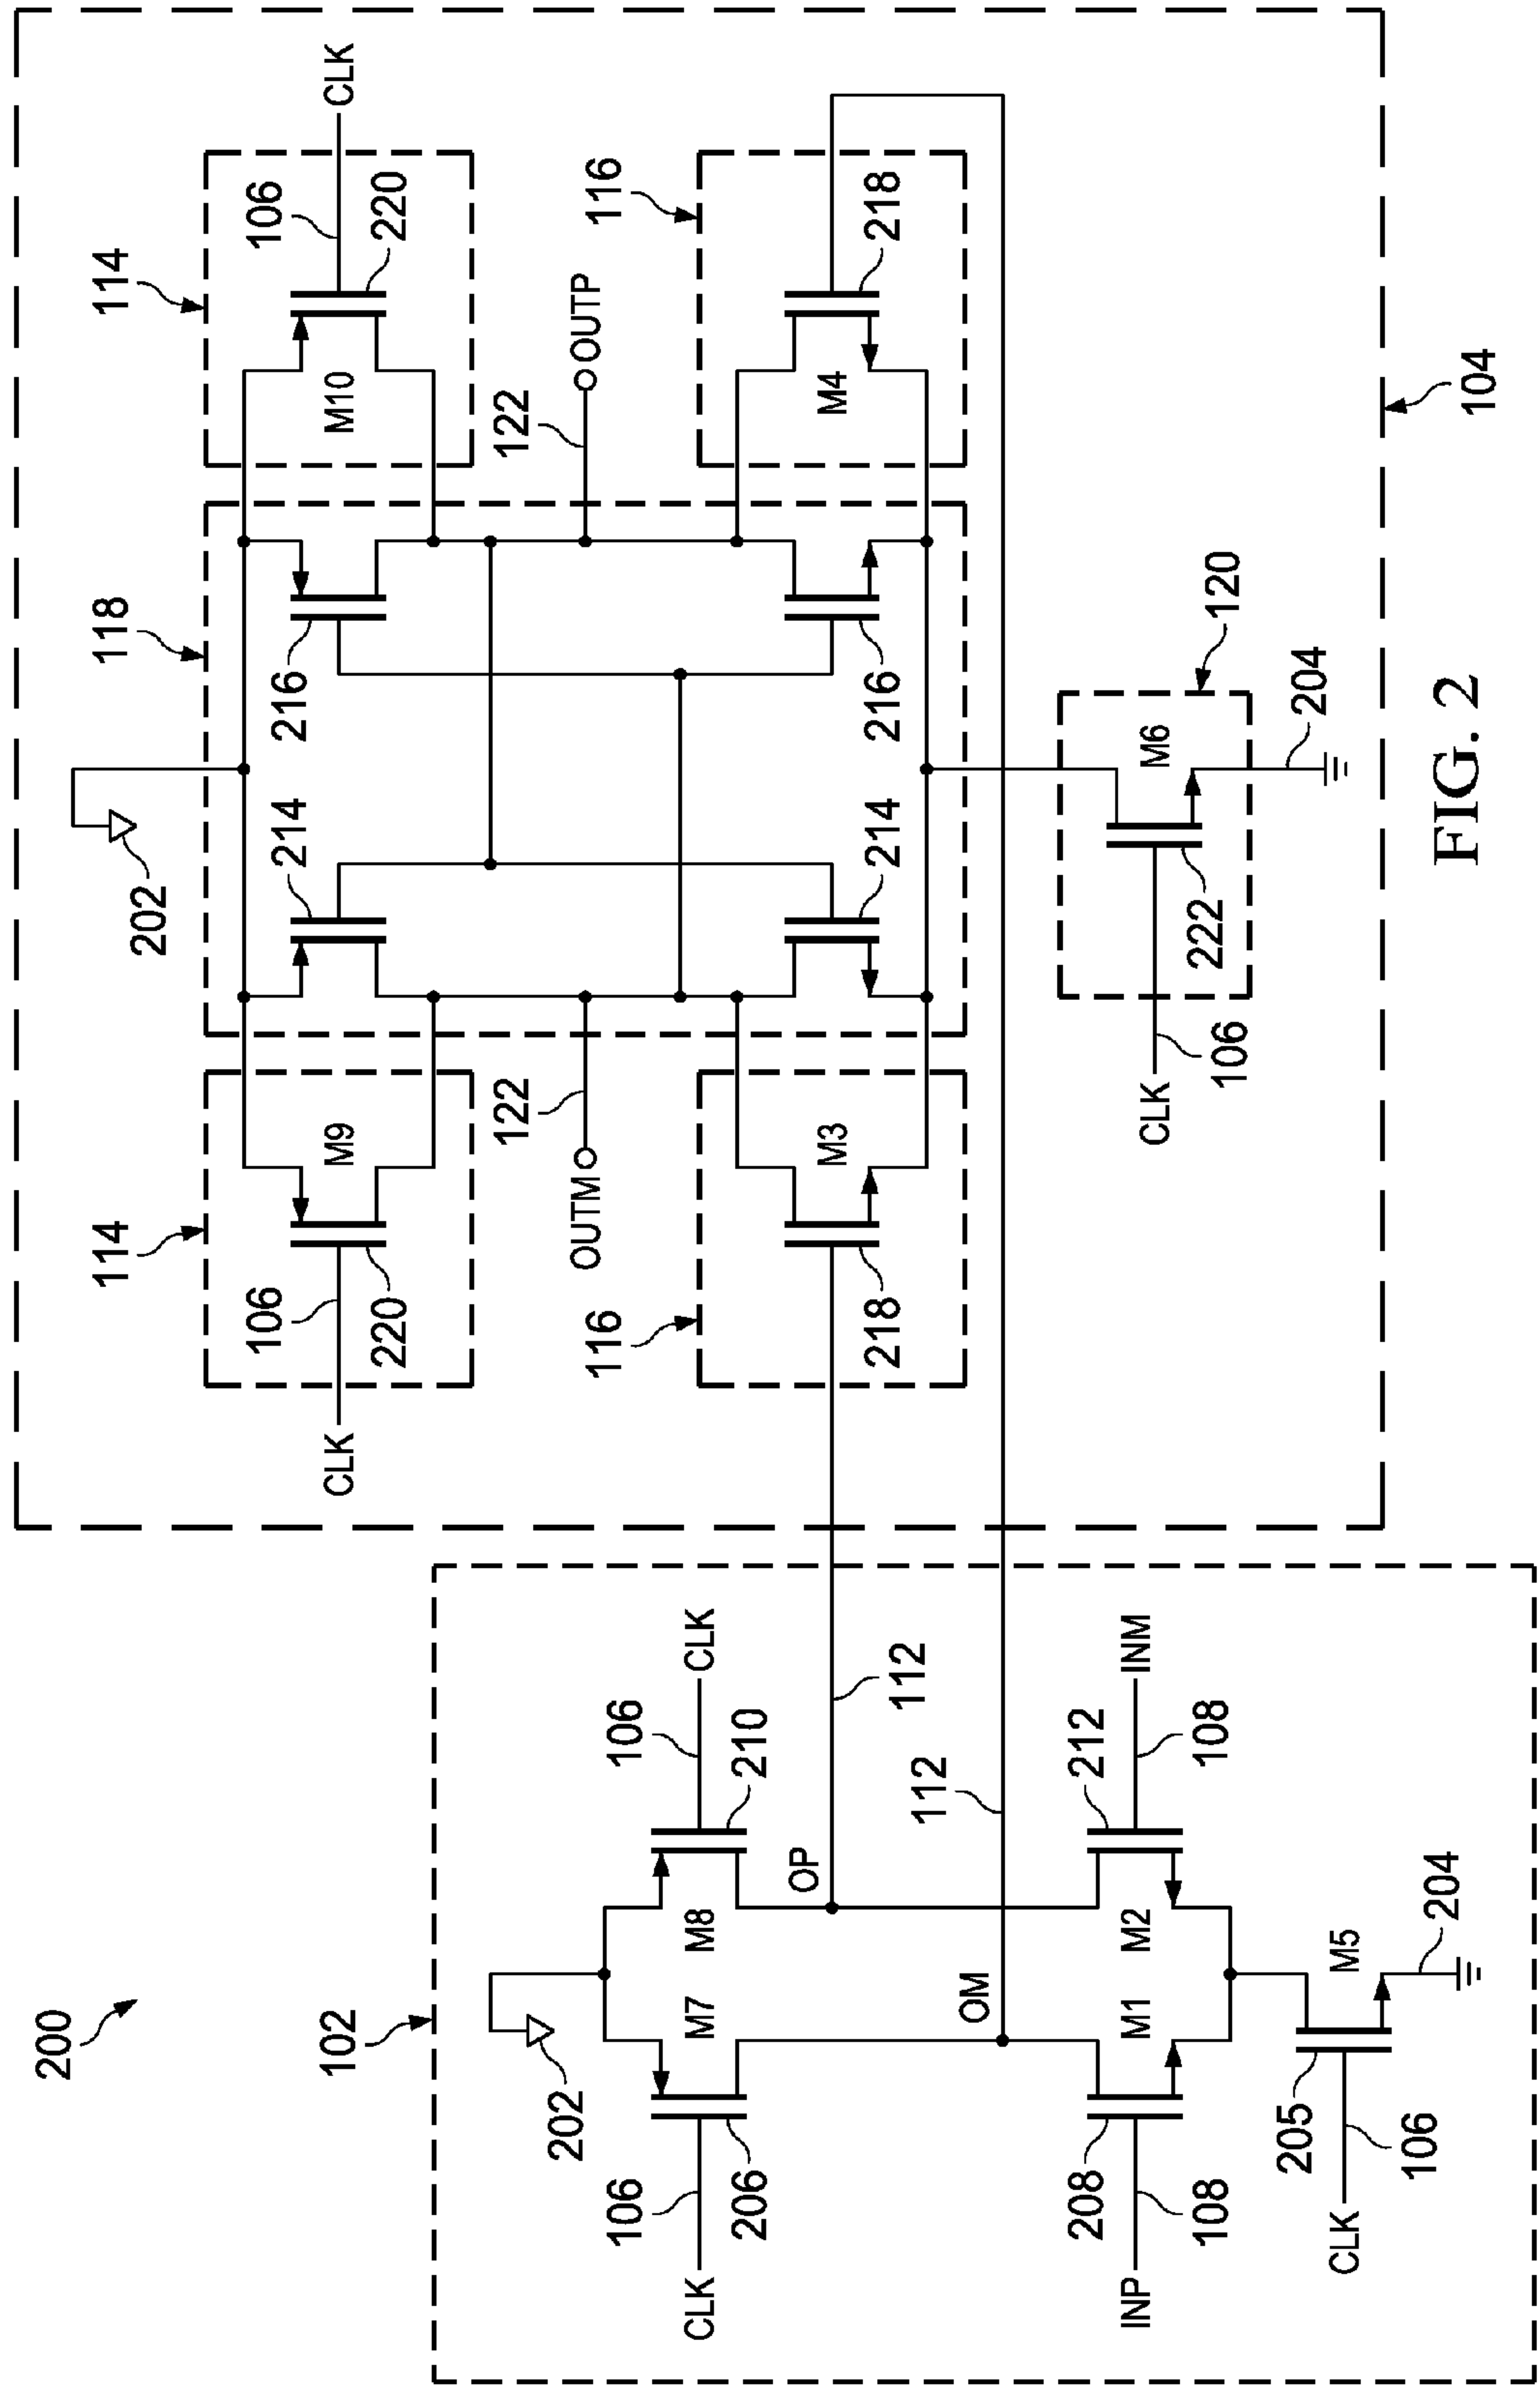 200
102
202
CLK
106
206
M7
M8
106
210
CLK
OP
OM
112
112
INP
108
208
M1
M2
212
108
INM
M5
205
106
CLK
204
104
202
118
114
114
CLK
106
220
M9
214
216
M10
106
220
CLK
OUTM
122
122
OUTP
116
116
218
M3
214
216
M4
218
120
CLK
106
222
M6
204
FIG. 2